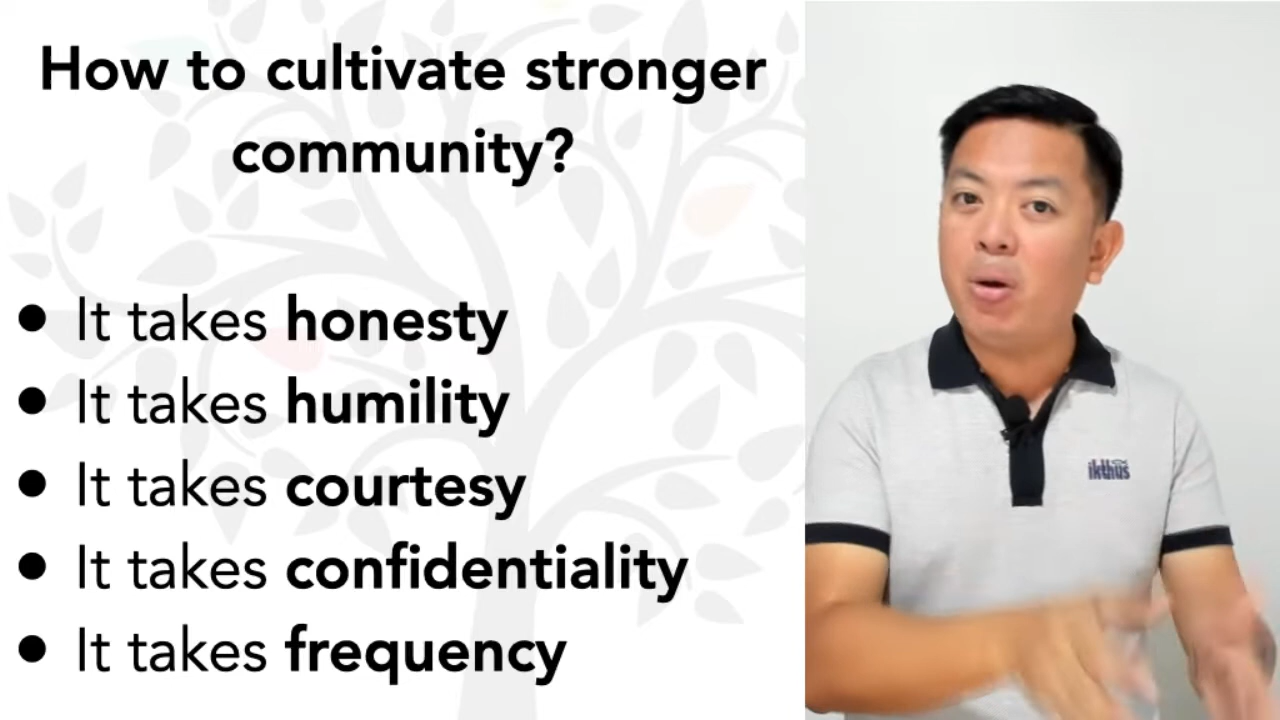 How to cultivate stronger
community?
• It takes honesty
• It takes humility
• It takes courtesy
• It takes confidentiality
• It takes frequency
ikthus